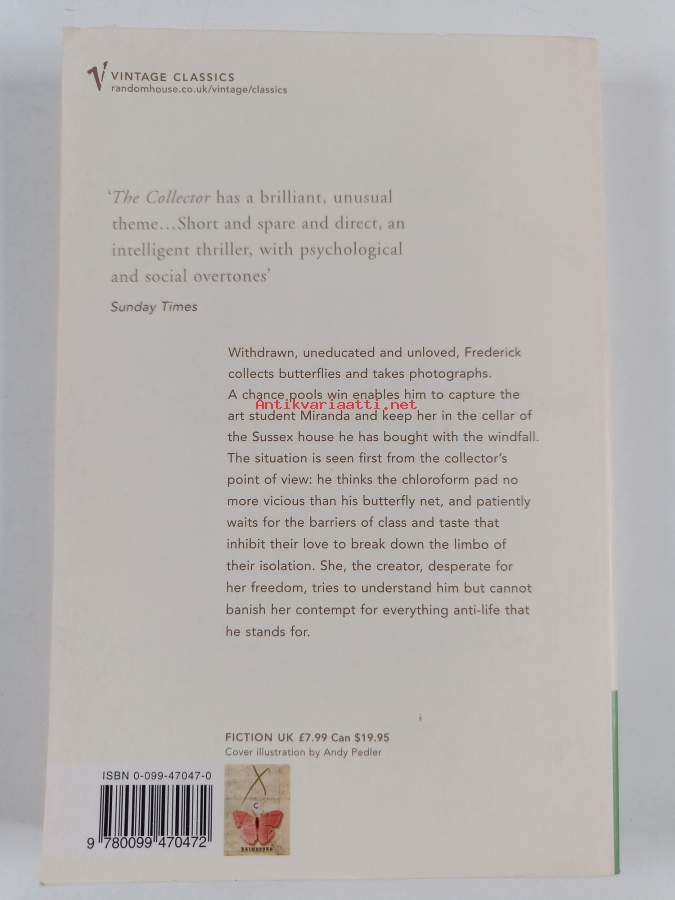 VINTAGE CLASSICS
randomhouse.co.uk/vintage/classics
‘The Collector has a brilliant, unusual
theme...Short and spare and direct, an
intelligent thriller, with psychological
and social overtones’
Sunday Times
Withdrawn, uneducated and unloved, Frederick
collects butterflies and takes photographs.
A chance pools win enables him to capture the
Antikvariaatti.net
art student Miranda and keep her in the cellar of
the Sussex house he has bought with the windfall.
The situation is seen first from the collector’s
point of view: he thinks the chloroform pad no
more vicious than his butterfly net, and patiently
waits for the barriers of class and taste that
inhibit their love to break down the limbo of
their isolation. She, the creator, desperate for
her freedom, tries to understand him but cannot
banish her contempt for everything anti-life that
he stands for.
FICTION UK £7.99 Can $19.95
Cover illustration by Andy Pedler
ISBN 0-099-47047-0
9 780099 470472